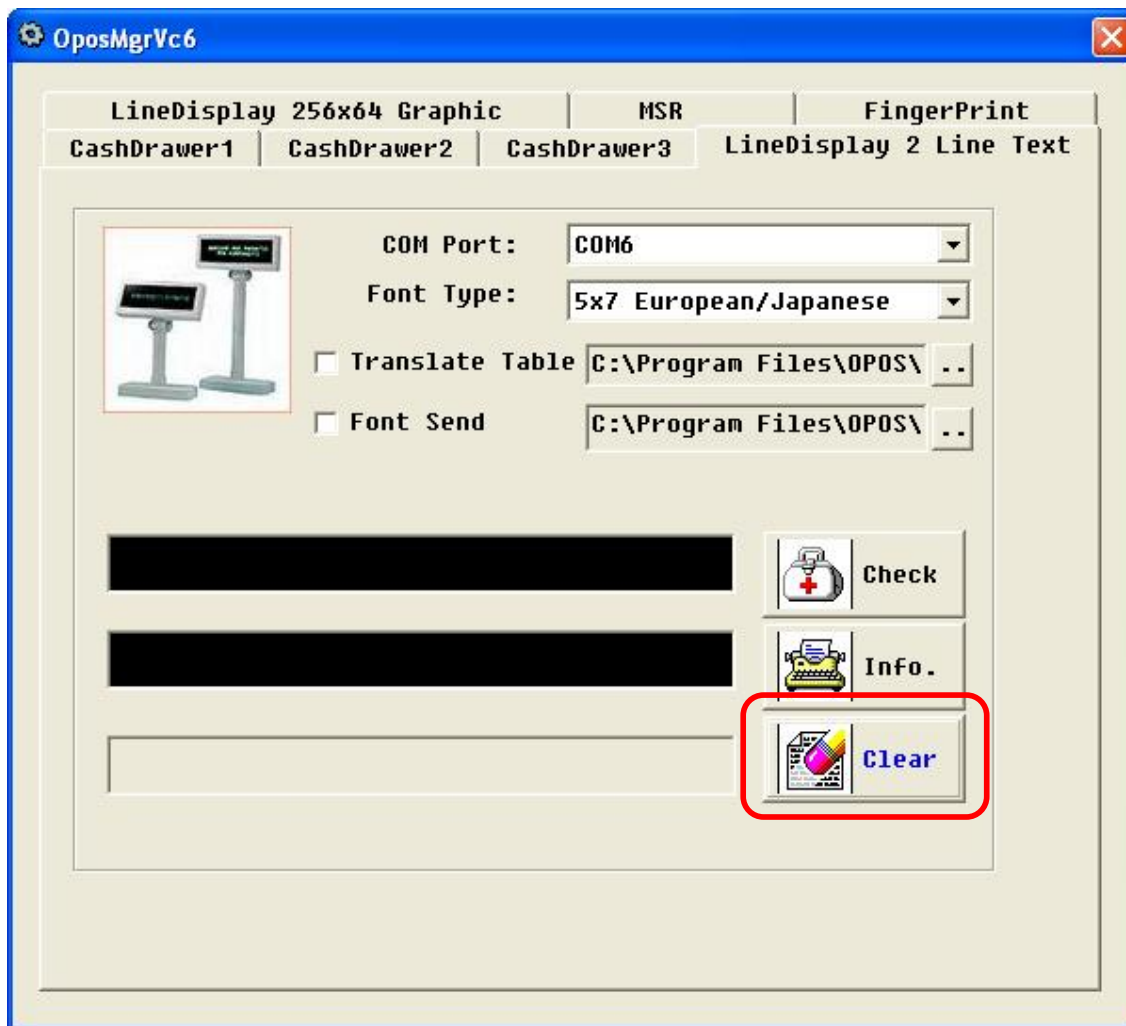 OposMgrVc6
LineDisplay 256x64 Graphic MSR FingerPrint
CashDrawer1 CashDrawer2 CashDrawer3 LineDisplay 2 Line Text
COM Port: COM6
Font Type: 5x7 European/Japanese
Translate Table C:\Program Files\OPOS\ ..
Font Send C:\Program Files\OPOS\ ..
Check
Info.
Clear